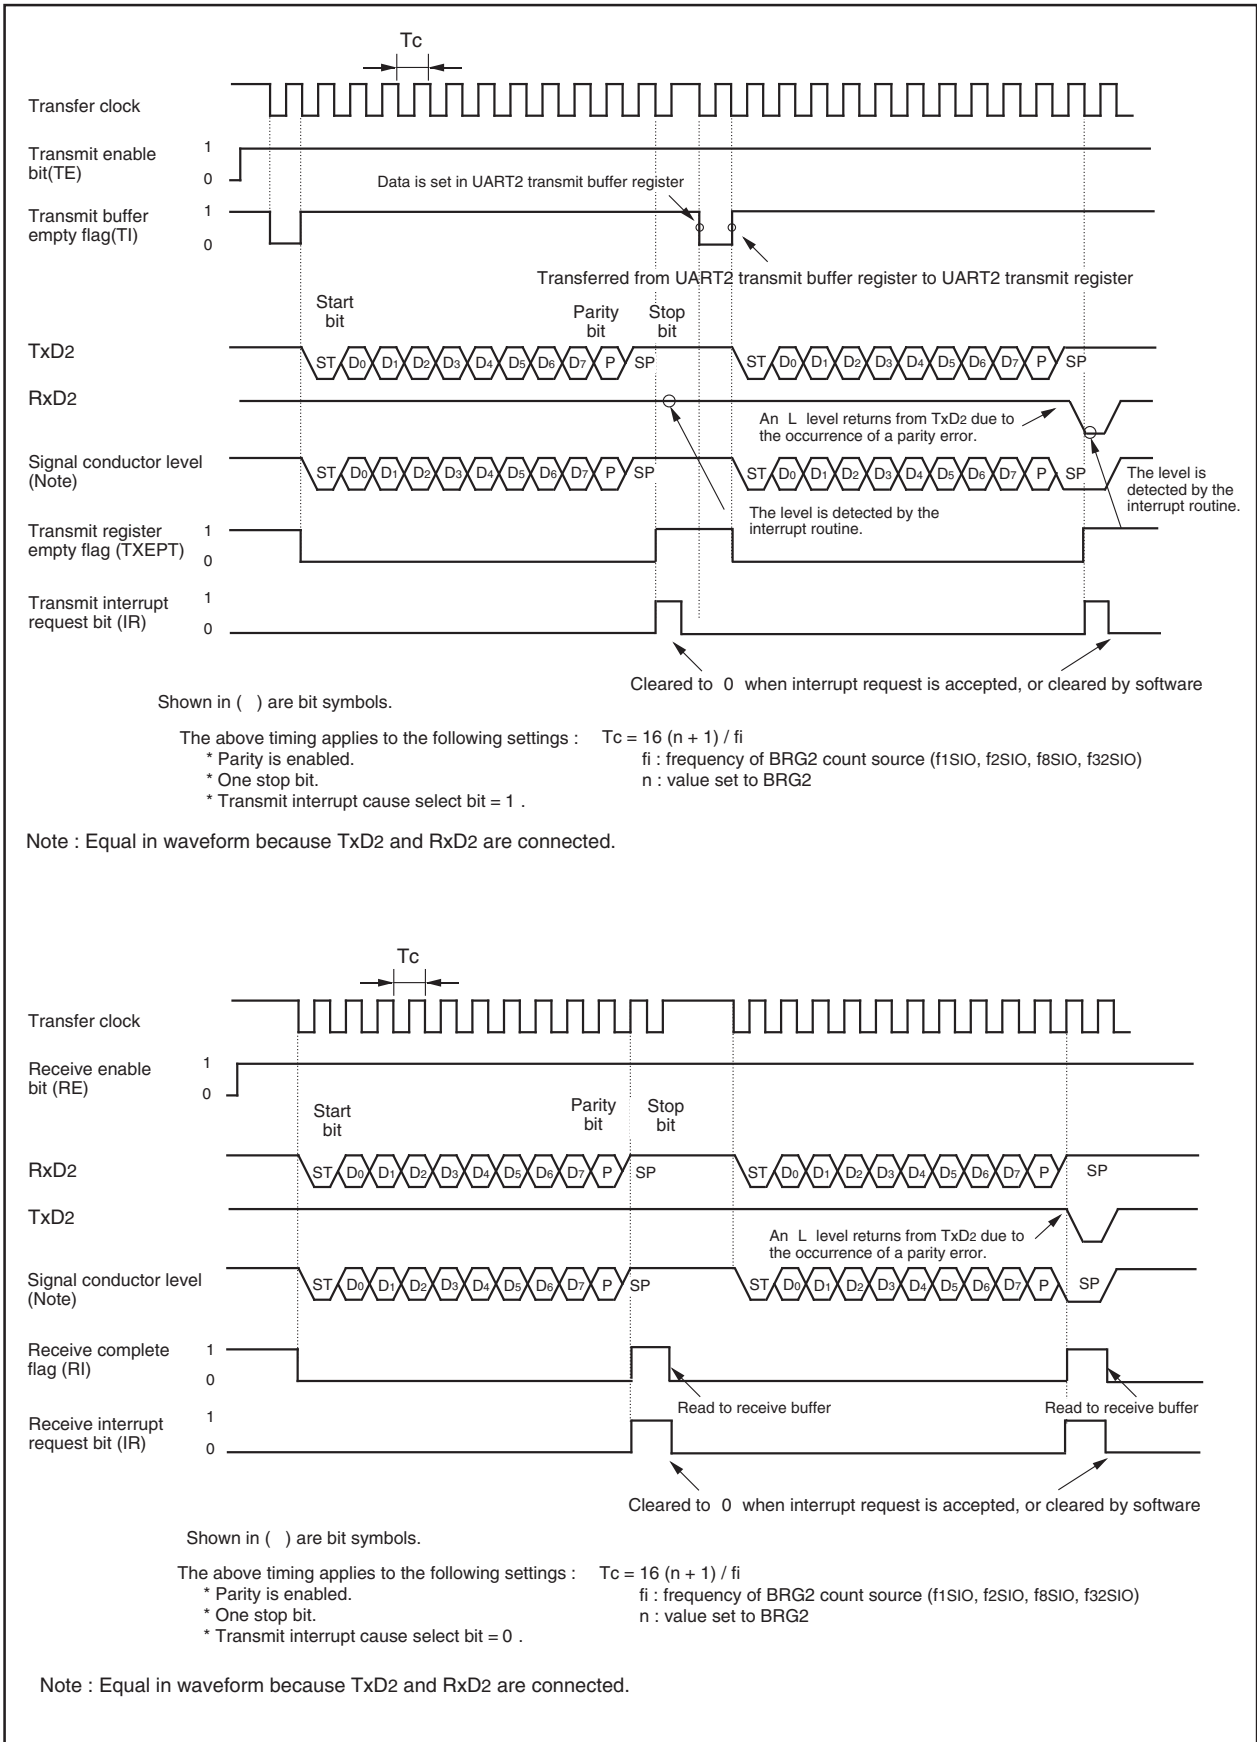 Tc
Transfer clock
Transmit enable
bit(TE)
1
0
Data is set in UART2 transmit buffer register
Transmit buffer
empty flag(TI)
1
0
Transferred from UART2 transmit buffer register to UART2 transmit register
Start
bit
Parity
bit
Stop
bit
TxD2
ST D0 D1 D2 D3 D4 D5 D6 D7 P SP
ST D0 D1 D2 D3 D4 D5 D6 D7 P SP
RxD2
An L level returns from TxD2 due to
the occurrence of a parity error.
Signal conductor level
(Note)
ST D0 D1 D2 D3 D4 D5 D6 D7 P SP
ST D0 D1 D2 D3 D4 D5 D6 D7 P SP
The level is
detected by the
interrupt routine.
The level is detected by the
interrupt routine.
Transmit register
empty flag (TXEPT)
1
0
Transmit interrupt
request bit (IR)
1
0
Cleared to 0 when interrupt request is accepted, or cleared by software
Shown in ( ) are bit symbols.
The above timing applies to the following settings :
* Parity is enabled.
* One stop bit.
* Transmit interrupt cause select bit = 1 .
Tc = 16 (n + 1) / fi
fi : frequency of BRG2 count source (f1SIO, f2SIO, f8SIO, f32SIO)
n : value set to BRG2
Note : Equal in waveform because TxD2 and RxD2 are connected.
Tc
Transfer clock
Receive enable
bit (RE)
1
0
Start
bit
Parity
bit
Stop
bit
RxD2
ST D0 D1 D2 D3 D4 D5 D6 D7 P SP
ST D0 D1 D2 D3 D4 D5 D6 D7 P SP
TxD2
An L level returns from TxD2 due to
the occurrence of a parity error.
Signal conductor level
(Note)
ST D0 D1 D2 D3 D4 D5 D6 D7 P SP
ST D0 D1 D2 D3 D4 D5 D6 D7 P SP
Receive complete
flag (RI)
1
0
Read to receive buffer
Read to receive buffer
Receive interrupt
request bit (IR)
1
0
Cleared to 0 when interrupt request is accepted, or cleared by software
Shown in ( ) are bit symbols.
The above timing applies to the following settings :
* Parity is enabled.
* One stop bit.
* Transmit interrupt cause select bit = 0 .
Tc = 16 (n + 1) / fi
fi : frequency of BRG2 count source (f1SIO, f2SIO, f8SIO, f32SIO)
n : value set to BRG2
Note : Equal in waveform because TxD2 and RxD2 are connected.